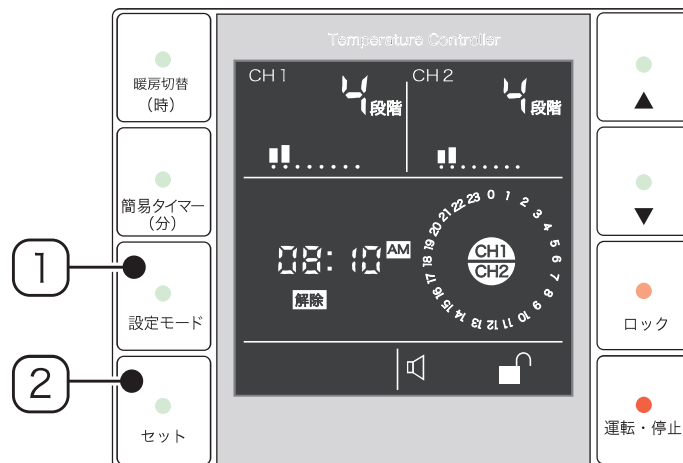 Temperature Controller
暖房切替
(時)
簡易タイマー
(分)
1
設定モード
2
セット
CH1
4段階
CH2
4段階
08:10 AM
解除
0 1 2 3 4 5 6 7 8 9 10 11 12 13 14 15 16 17 18 19 20 21 22 23
CH1
CH2
▲
▼
ロック
運転・停止